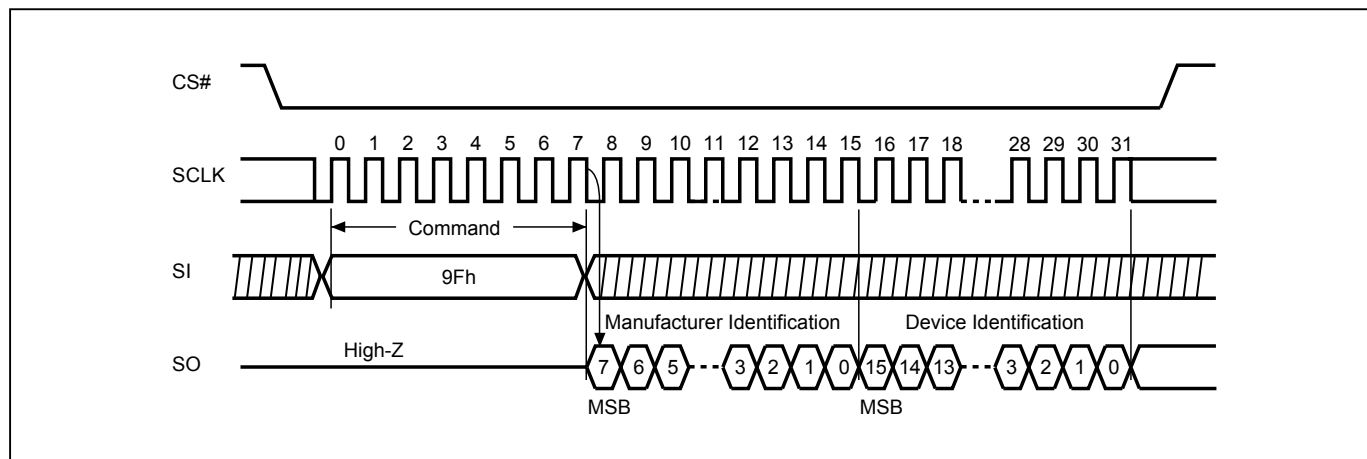 CS#
0 1 2 3 4 5 6 7 8 9 10 11 12 13 14 15 16 17 18 28 29 30 31
SCLK
Command
SI
9Fh
Manufacturer Identification Device Identification
High-Z
SO
7 6 5 3 2 1 0 15 14 13 3 2 1 0
MSB MSB